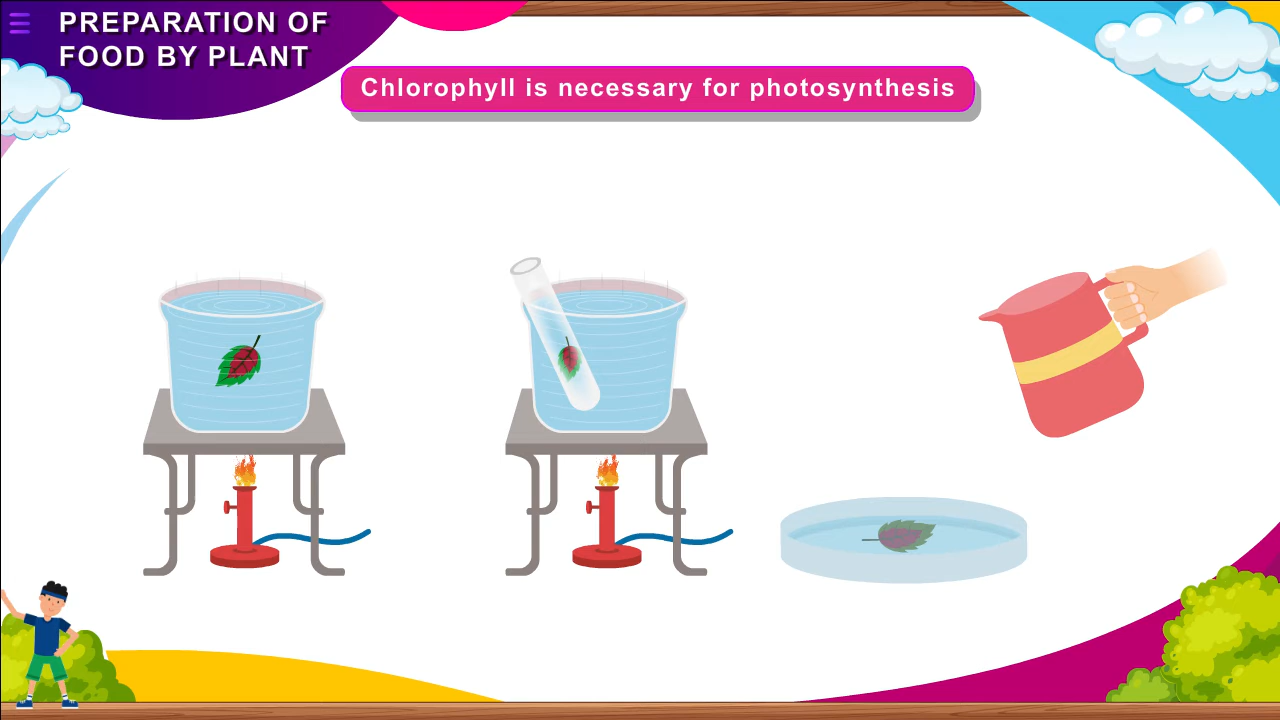 PREPARATION OF
FOOD BY PLANT
Chlorophyll is necessary for photosynthesis